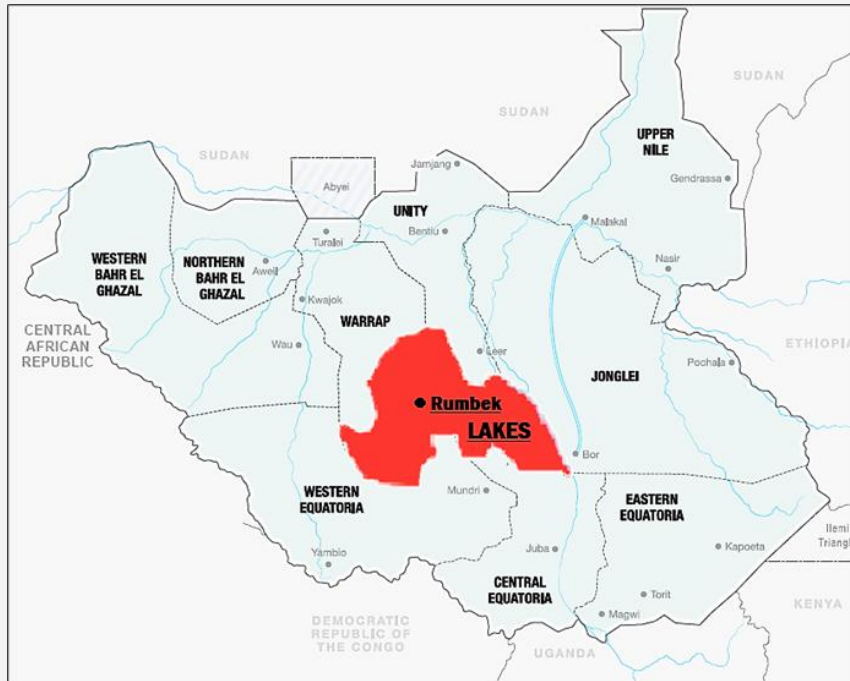 SUDAN
SUDAN
SUDAN
UPPER
NILE
Jamjang
Gendrassa
Abyei
UNITY
Malakal
Turalei
Bentiu
WESTERN
BAHR EL
GHAZAL
NORTHERN
BAHR EL
GHAZAL
Aweil
Nasir
Kwajok
CENTRAL
AFRICAN
REPUBLIC
WARRAP
Wau
Leer
ETHIOPIA
Pochala
JONGLEI
Rumbek
LAKES
Bor
WESTERN
EQUATORIA
Mundri
EASTERN
EQUATORIA
Ilemi
Triangl
Juba
Kapoeta
Yambio
CENTRAL
EQUATORIA
Torit
Magwi
KENYA
DEMOCRATIC
REPUBLIC OF
THE CONGO
UGANDA